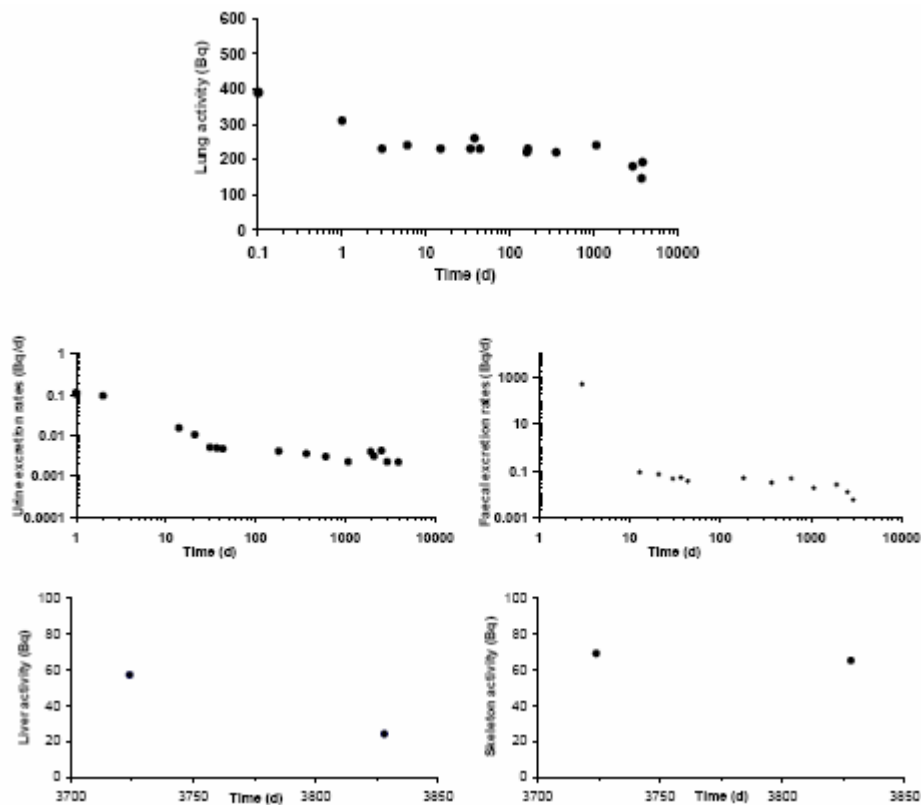 600
500
400
300
200
100
0
Lung activity (Bq)
0.1 1 10 100 1000 10000
Time (d)
1
0.1
0.01
0.001
0.0001
Urine excretion rates (Bq/d)
1 10 100 1000 10000
Time (d)
1000
10
0.1
0.001
Faecal excretion rates (Bq/d)
1 10 100 1000 10000
Time (d)
100
80
60
40
20
0
Liver activity (Bq)
3700 3750 3800 3850
Time (d)
100
80
60
40
20
0
Skeleton activity (Bq)
3700 3750 3800 3850
Time (d)